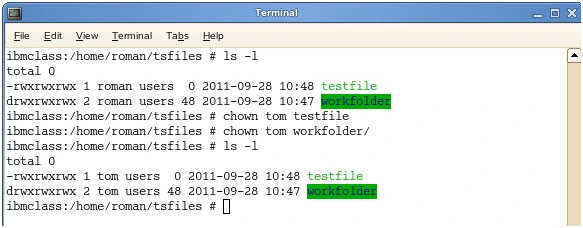 Terminal
File Edit View Terminal Tabs Help
ibmclass:/home/roman/tsfiles # ls -l
total 0
-rwxrwxrwx 1 roman users  0 2011-09-28 10:48 testfile
drwxrwxrwx 2 roman users 48 2011-09-28 10:47 workfolder
ibmclass:/home/roman/tsfiles # chown tom testfile
ibmclass:/home/roman/tsfiles # chown tom workfolder/
ibmclass:/home/roman/tsfiles # ls -l
total 0
-rwxrwxrwx 1 tom users  0 2011-09-28 10:48 testfile
drwxrwxrwx 2 tom users 48 2011-09-28 10:47 workfolder
ibmclass:/home/roman/tsfiles #